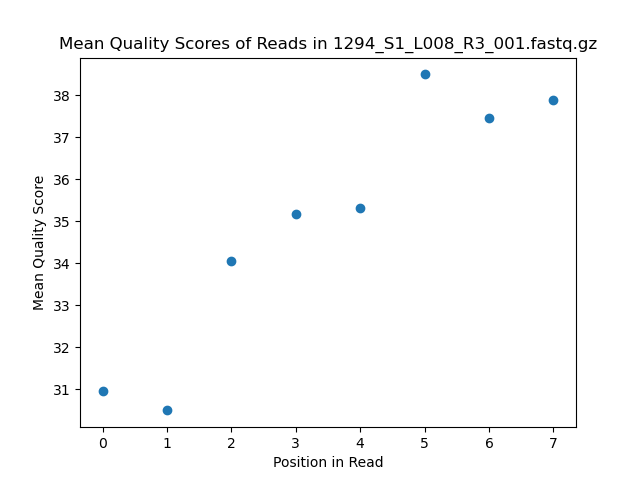 Mean Quality Scores of Reads in 1294_S1_L008_R3_001.fastq.gz
Mean Quality Score
38
37
36
35
34
33
32
31
0 1 2 3 4 5 6 7
Position in Read